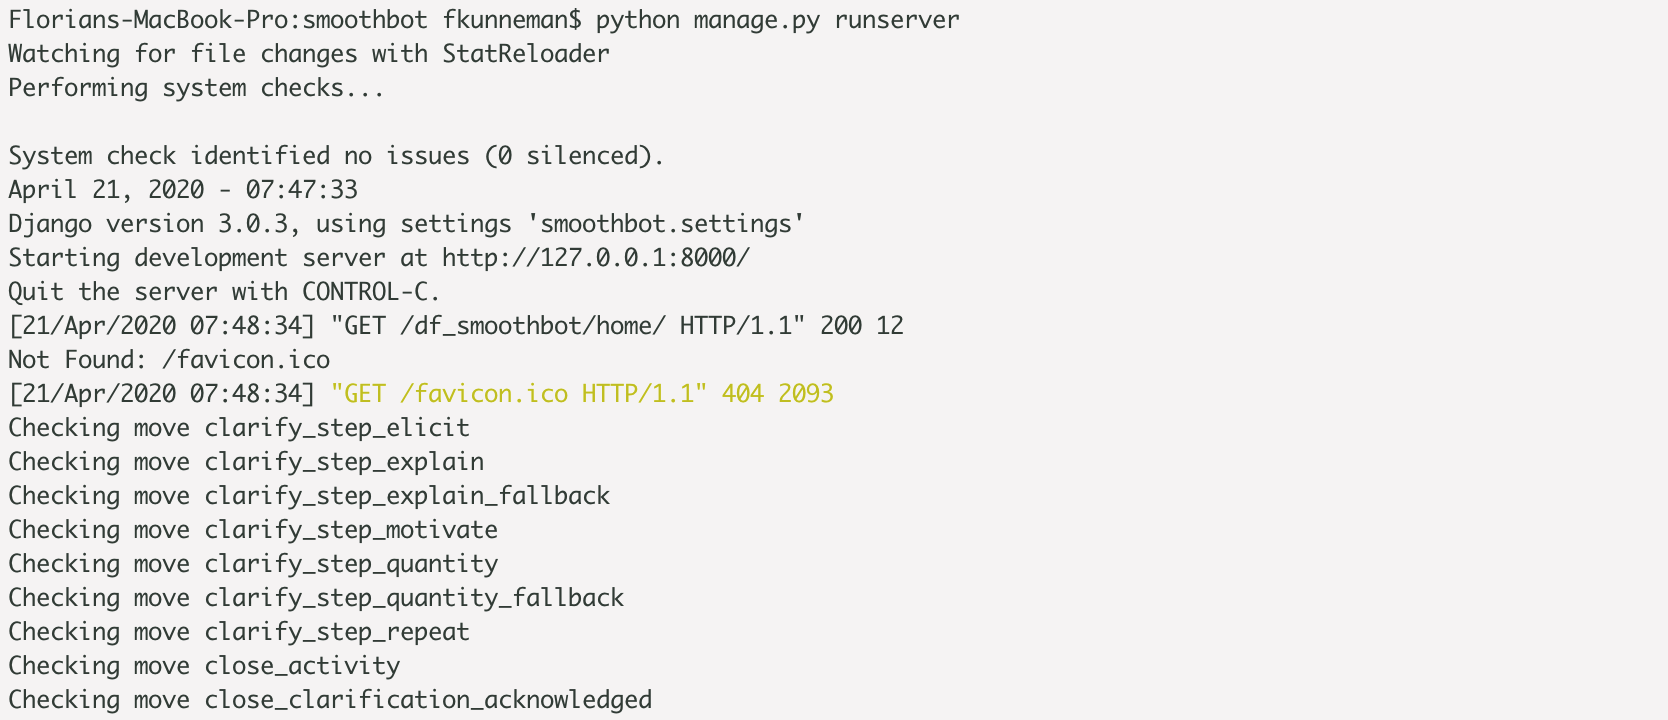 Florians-MacBook-Pro:smoothbot fkunneman$ python manage.py runserver
Watching for file changes with StatReloader
Performing system checks...
System check identified no issues (0 silenced).
April 21, 2020 - 07:47:33
Django version 3.0.3, using settings 'smoothbot.settings'
Starting development server at http://127.0.0.1:8000/
Quit the server with CONTROL-C.
[21/Apr/2020 07:48:34] "GET /df_smoothbot/home/ HTTP/1.1" 200 12
Not Found: /favicon.ico
[21/Apr/2020 07:48:34] "GET /favicon.ico HTTP/1.1" 404 2093
Checking move clarify_step_elicit
Checking move clarify_step_explain
Checking move clarify_step_explain_fallback
Checking move clarify_step_motivate
Checking move clarify_step_quantity
Checking move clarify_step_quantity_fallback
Checking move clarify_step_repeat
Checking move close_activity
Checking move close_clarification_acknowledged